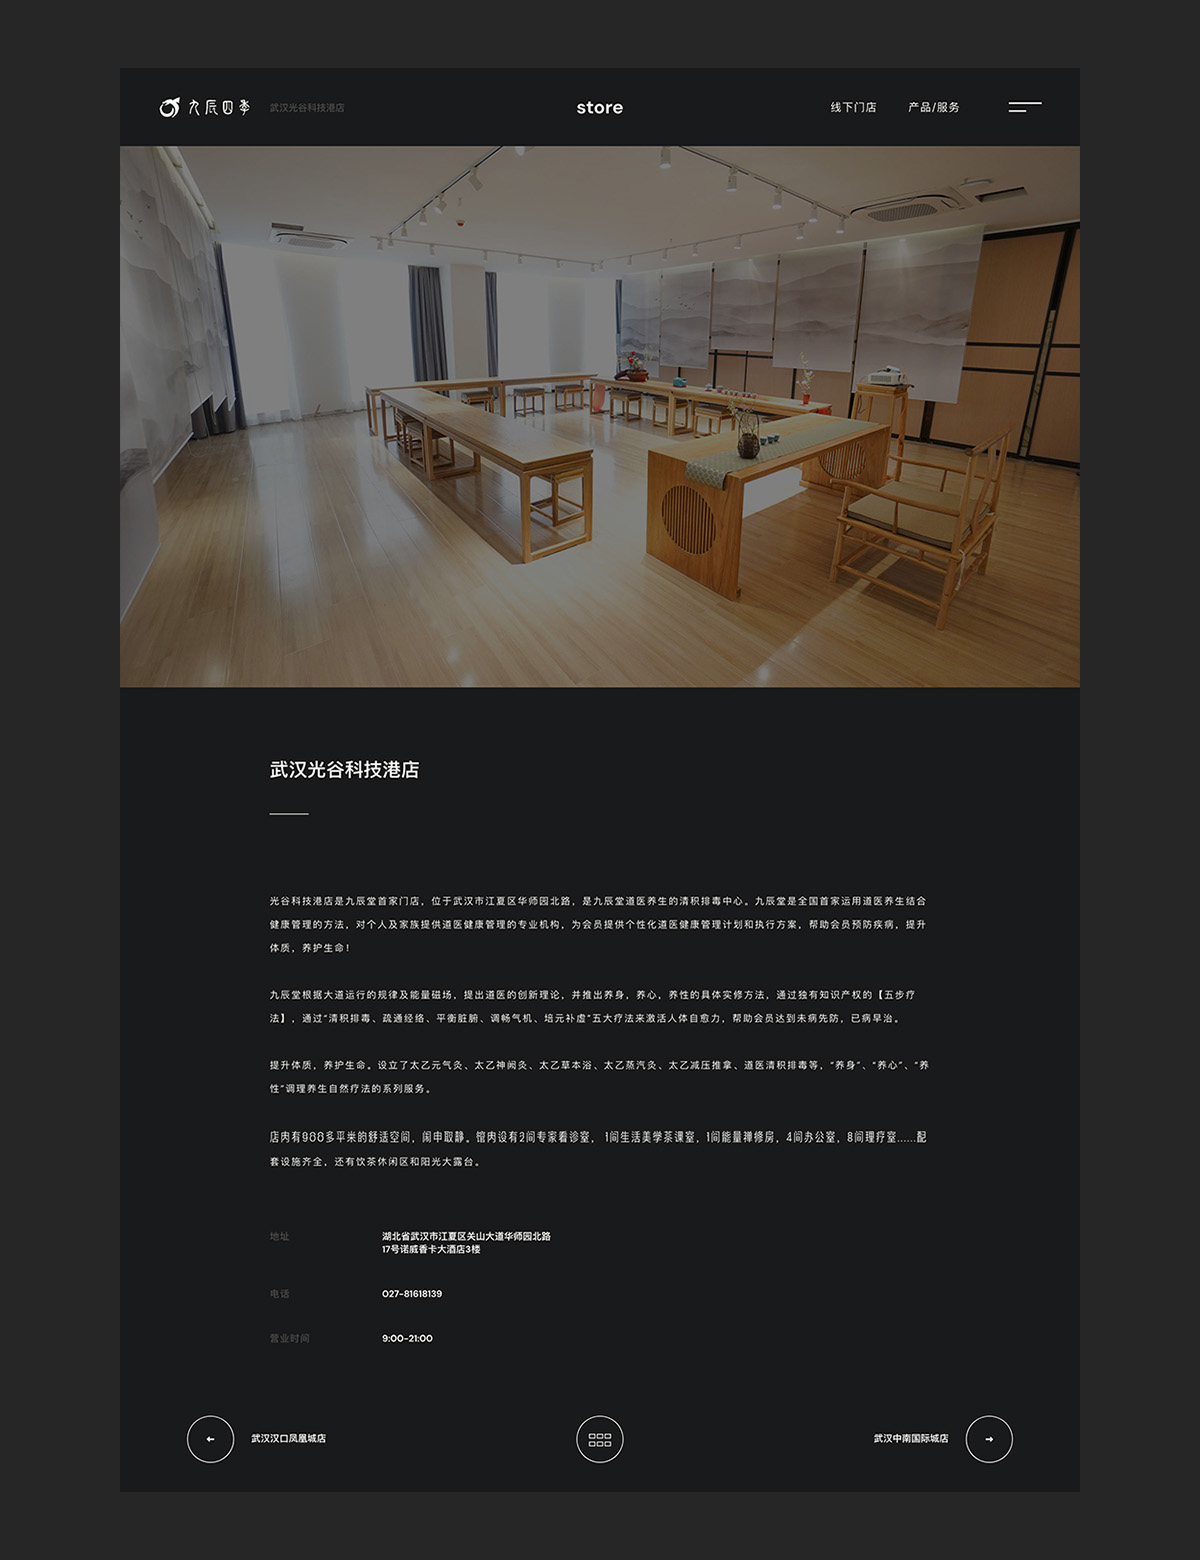 九辰四季 武汉光谷科技港店 store 线下门店 产品/服务
武汉光谷科技港店
光谷科技港店是九辰堂首家门店，位于武汉市江夏区华师园北路，是九辰堂道医养生的清积排毒中心。九辰堂是全国首家运用道医养生结合
健康管理的方法，对个人及家族提供道医健康管理的专业机构，为会员提供个性化道医健康管理计划和执行方案，帮助会员预防疾病，提升
体质，养护生命！
九辰堂根据大道运行的规律及能量磁场，提出道医的创新理论，并推出养身，养心，养性的具体实修方法，通过独有知识产权的【五步疗
法】，通过“清积排毒、疏通经络、平衡脏腑、调畅气机、培元补虚”五大疗法来激活人体自愈力，帮助会员达到未病先防，已病早治。
提升体质，养护生命。设立了太乙元气灸、太乙神阙灸、太乙草本浴、太乙蒸汽灸、太乙减压推拿、道医清积排毒等，“养身”、“养心”、“养
性”调理养生自然疗法的系列服务。
店内有900多平米的舒适空间，闹中取静。馆内设有2间专家看诊室， 1间生活美学茶课室，1间能量禅修房，4间办公室，8间理疗室......配
套设施齐全，还有饮茶休闲区和阳光大露台。
地址 湖北省武汉市江夏区关山大道华师园北路
17号诺威香卡大酒店3楼
电话 027-81618139
营业时间 9:00-21:00
武汉汉口凤凰城店 武汉中南国际城店